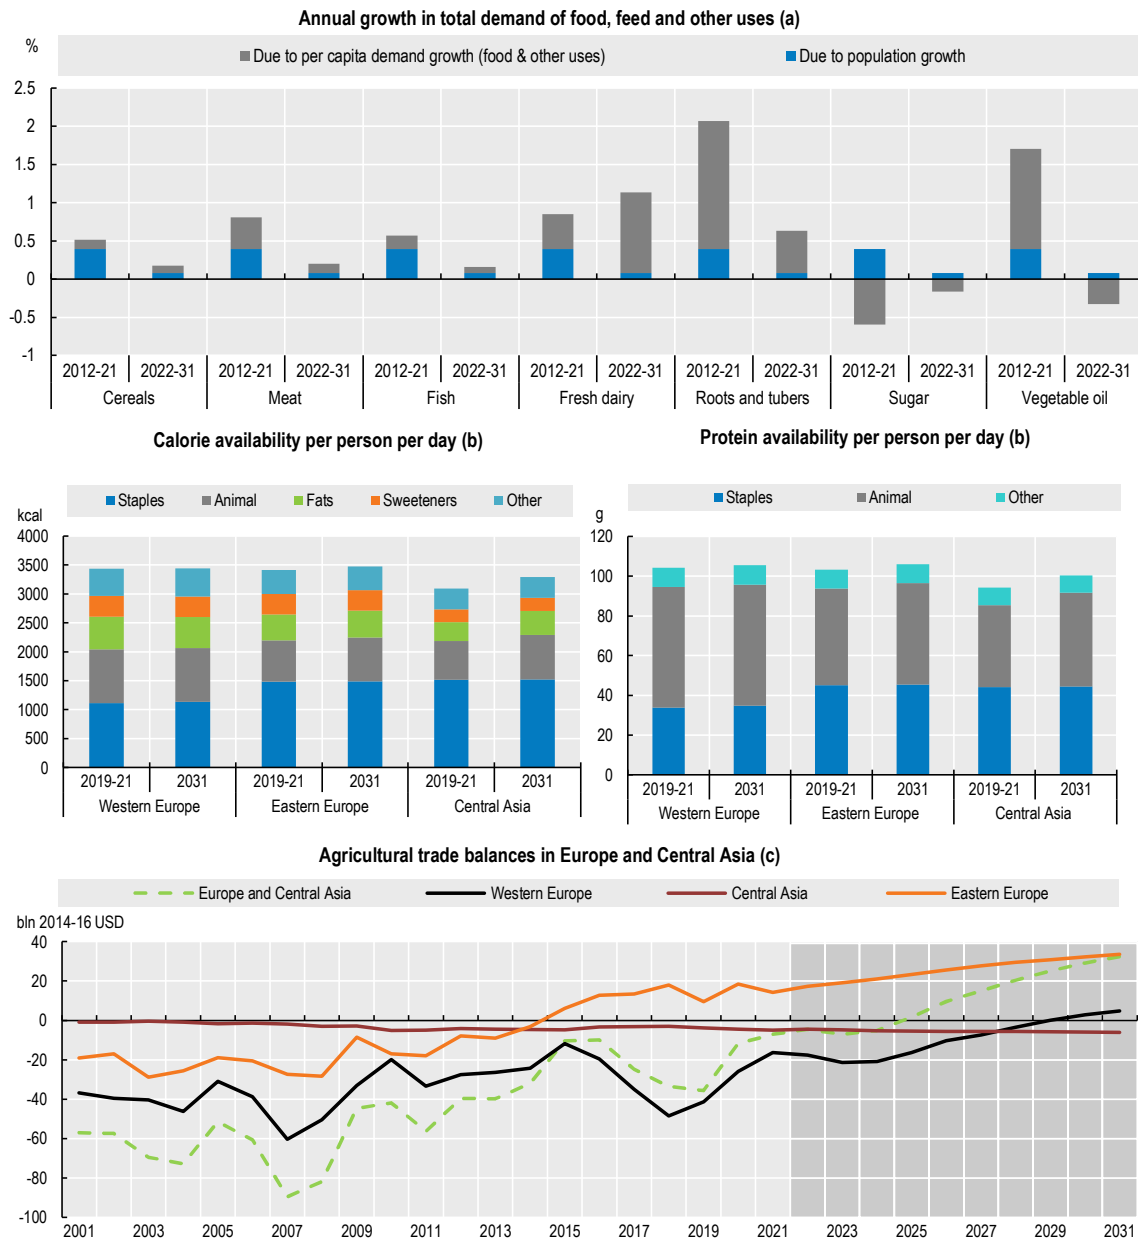 Annual growth in total demand of food, feed and other uses (a)
%
Due to per capita demand growth (food & other uses)
Due to population growth
2.5
2
1.5
1
0.5
0
-0.5
-1
2012-21 2022-31 2012-21 2022-31 2012-21 2022-31 2012-21 2022-31 2012-21 2022-31 2012-21 2022-31 2012-21 2022-31
Cereals Meat Fish Fresh dairy Roots and tubers Sugar Vegetable oil
Calorie availability per person per day (b)
Staples Animal Fats Sweeteners Other
kcal
4000
3500
3000
2500
2000
1500
1000
500
0
2019-21 2031 2019-21 2031 2019-21 2031
Western Europe Eastern Europe Central Asia
Protein availability per person per day (b)
Staples Animal Other
g
120
100
80
60
40
20
0
2019-21 2031 2019-21 2031 2019-21 2031
Western Europe Eastern Europe Central Asia
Agricultural trade balances in Europe and Central Asia (c)
Europe and Central Asia Western Europe Central Asia Eastern Europe
bln 2014-16 USD
40
20
0
-20
-40
-60
-80
-100
2001 2003 2005 2007 2009 2011 2013 2015 2017 2019 2021 2023 2025 2027 2029 2031